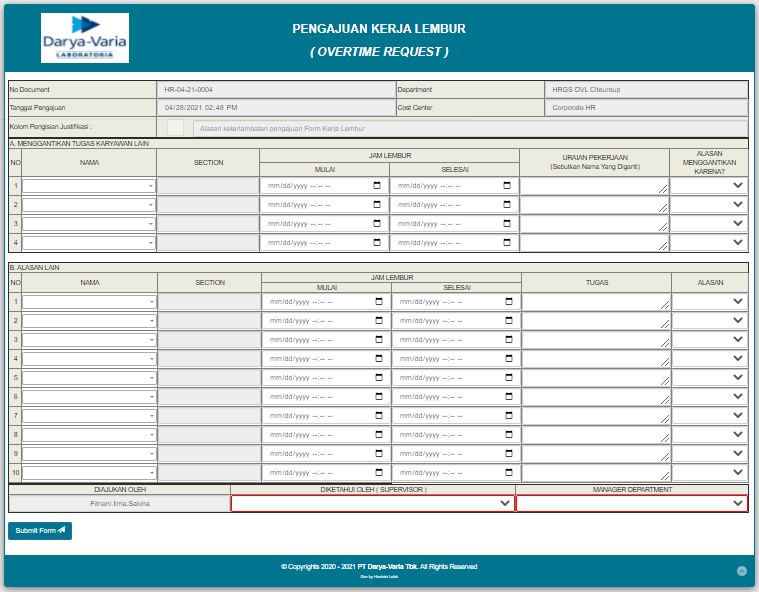 Darya-Varia
LABORATORIA
PENGAJUAN KERJA LEMBUR
( OVERTIME REQUEST )
No Document HR-04-21-0004 Department HRGS DVL Citeureup
Tanggal Pengajuan 04/28/2021 02:48 PM Cost Center Corporate HR
Kolom Pengisian Justifikasi : Alasan keterlambatan pengajuan Form Kerja Lembur
A. MENGGANTIKAN TUGAS KARYAWAN LAIN
NO NAMA SECTION JAM LEMBUR URAIAN PEKERJAAN ALASAN
(Sebutkan Nama Yang Diganti) MENGGANTIKAN
MULAI SELESAI KARENA?
1 mm/dd/yyyy --:-- -- mm/dd/yyyy --:-- --
2 mm/dd/yyyy --:-- -- mm/dd/yyyy --:-- --
3 mm/dd/yyyy --:-- -- mm/dd/yyyy --:-- --
4 mm/dd/yyyy --:-- -- mm/dd/yyyy --:-- --
B. ALASAN LAIN
NO NAMA SECTION JAM LEMBUR TUGAS ALASAN
MULAI SELESAI
1 mm/dd/yyyy --:-- -- mm/dd/yyyy --:-- --
2 mm/dd/yyyy --:-- -- mm/dd/yyyy --:-- --
3 mm/dd/yyyy --:-- -- mm/dd/yyyy --:-- --
4 mm/dd/yyyy --:-- -- mm/dd/yyyy --:-- --
5 mm/dd/yyyy --:-- -- mm/dd/yyyy --:-- --
6 mm/dd/yyyy --:-- -- mm/dd/yyyy --:-- --
7 mm/dd/yyyy --:-- -- mm/dd/yyyy --:-- --
8 mm/dd/yyyy --:-- -- mm/dd/yyyy --:-- --
9 mm/dd/yyyy --:-- -- mm/dd/yyyy --:-- --
10 mm/dd/yyyy --:-- -- mm/dd/yyyy --:-- --
DIAJUKAN OLEH DIKETAHUI OLEH ( SUPERVISOR ) MANAGER DEPARTMENT
Fitriani.Ilma.Sakina
Submit Form
© Copyrights 2020 - 2021 PT Darya-Varia Tbk. All Rights Reserved